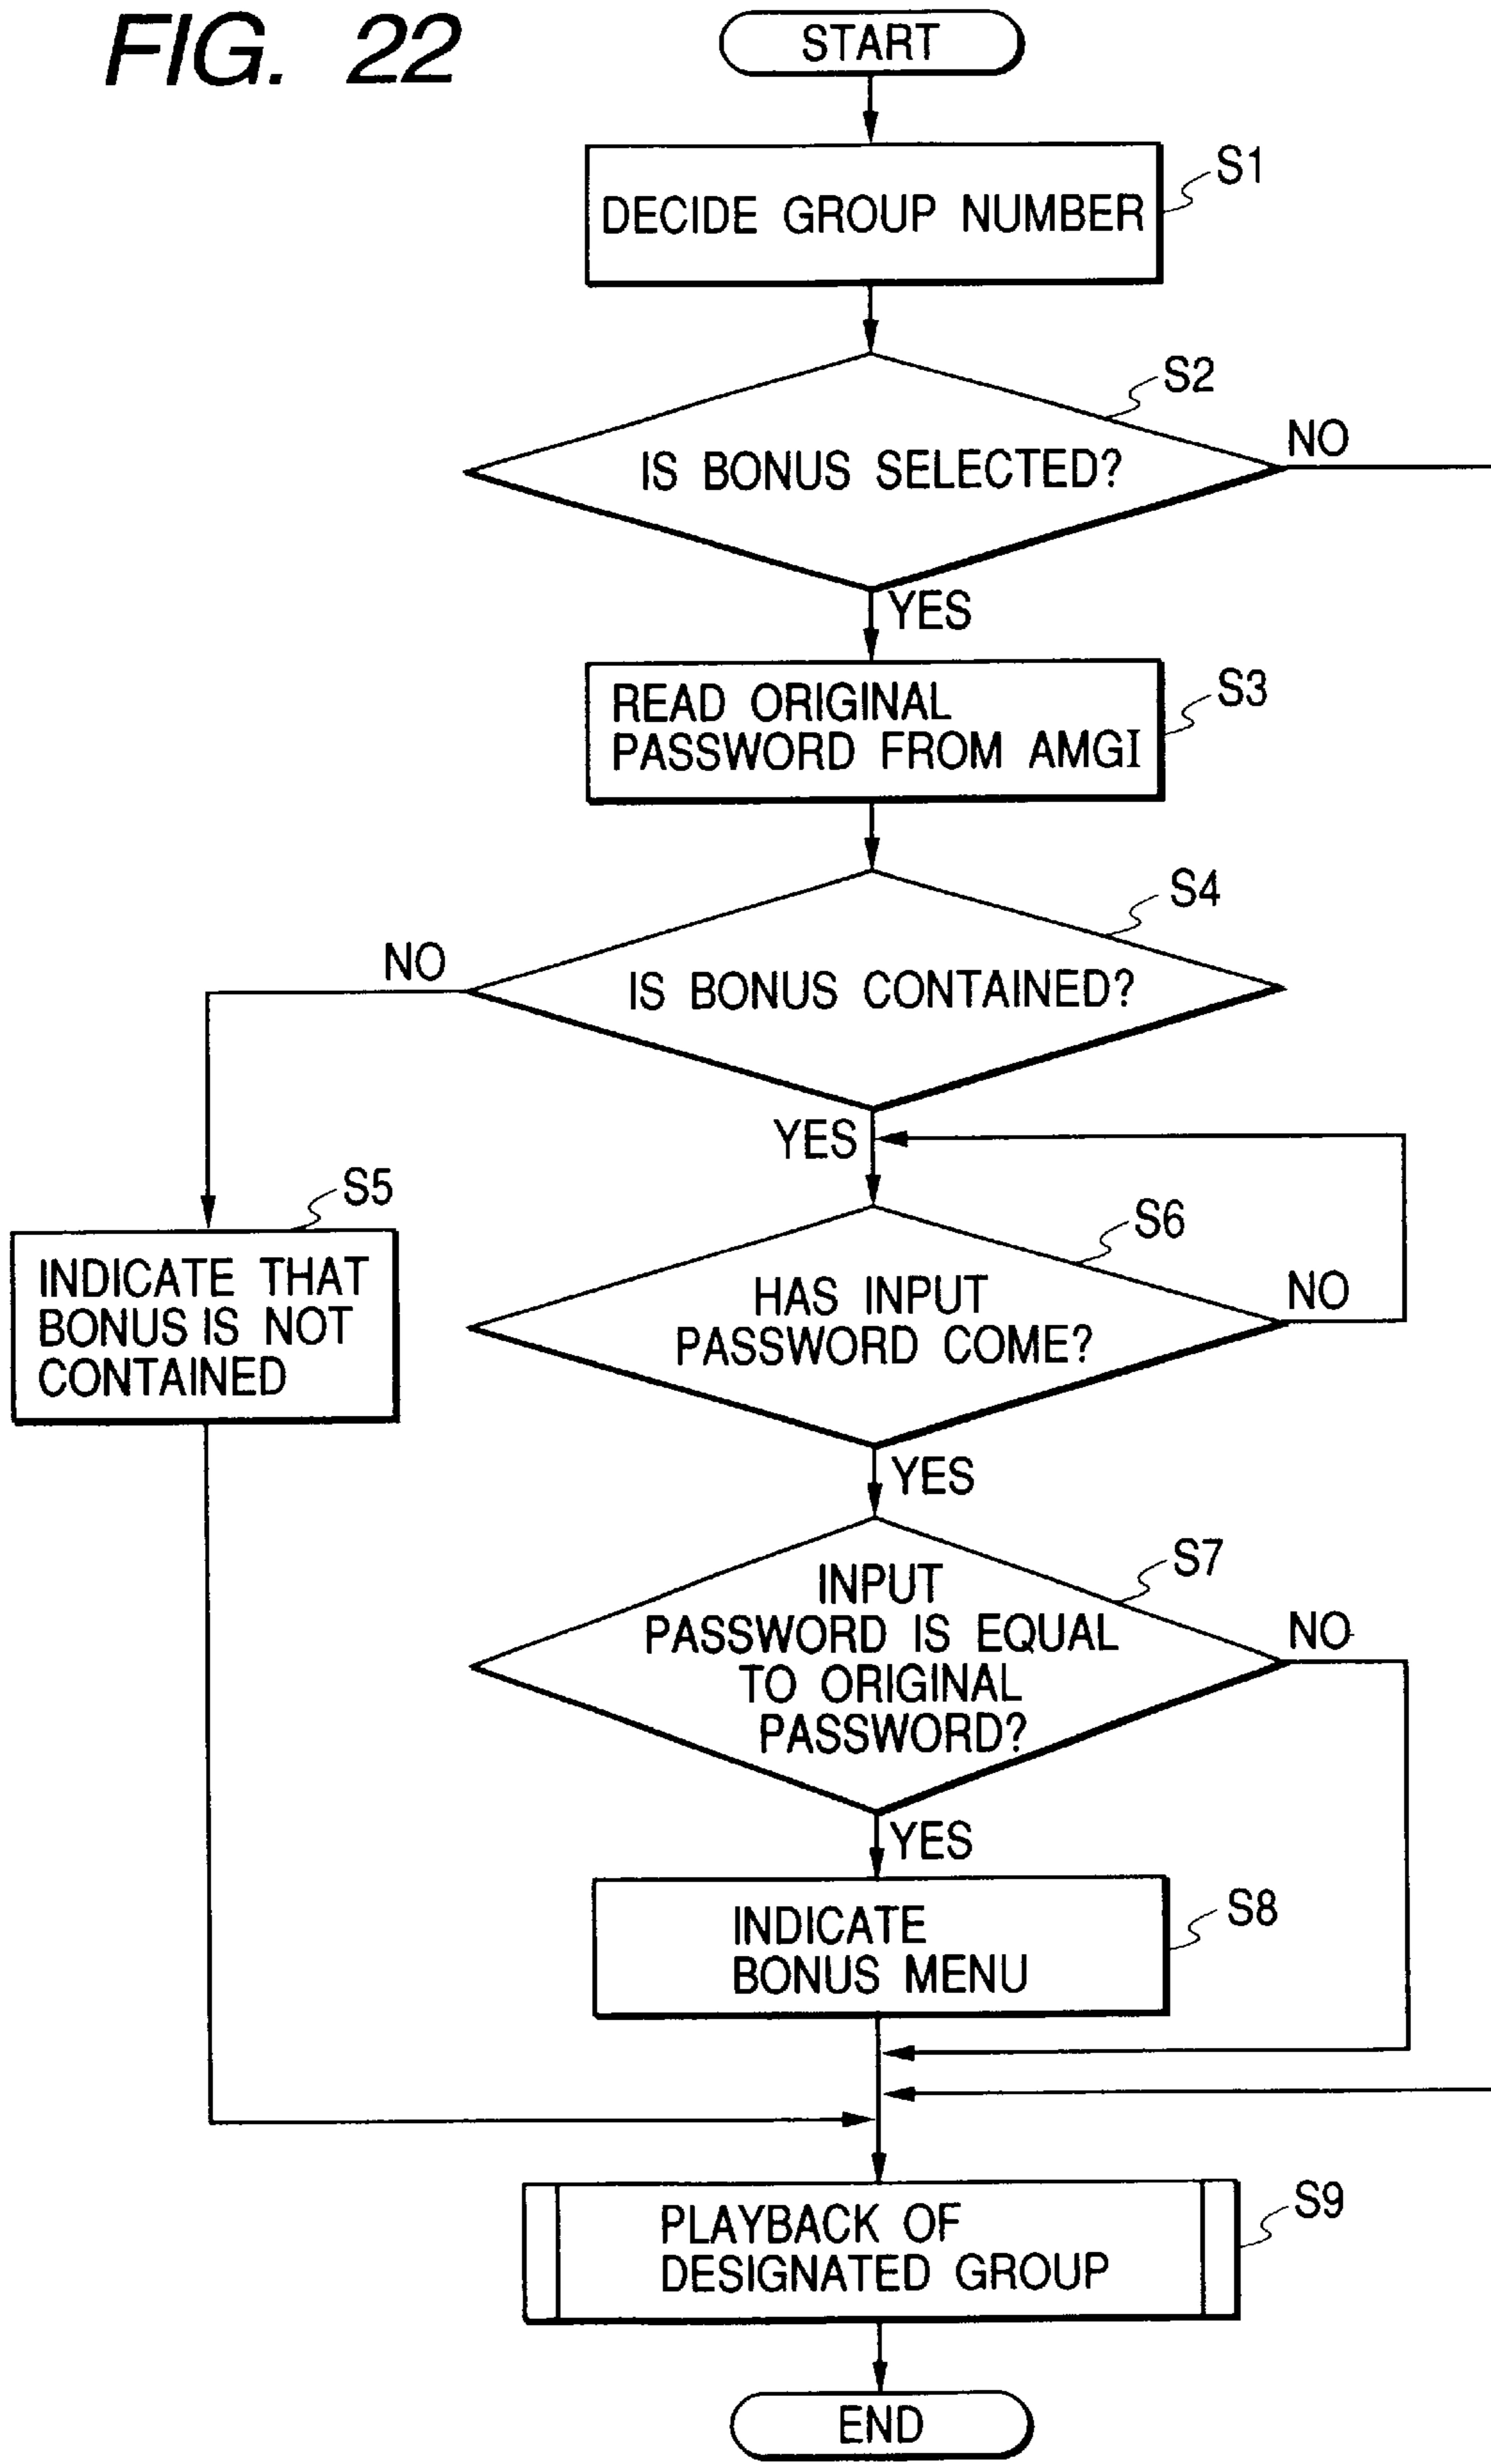 FIG. 22
START
DECIDE GROUP NUMBER
S1
IS BONUS SELECTED?
S2
NO
YES
READ ORIGINAL
PASSWORD FROM AMGI
S3
IS BONUS CONTAINED?
S4
NO
YES
INDICATE THAT
BONUS IS NOT
CONTAINED
S5
HAS INPUT
PASSWORD COME?
S6
NO
YES
INPUT
PASSWORD IS EQUAL
TO ORIGINAL
PASSWORD?
S7
NO
YES
INDICATE
BONUS MENU
S8
PLAYBACK OF
DESIGNATED GROUP
S9
END